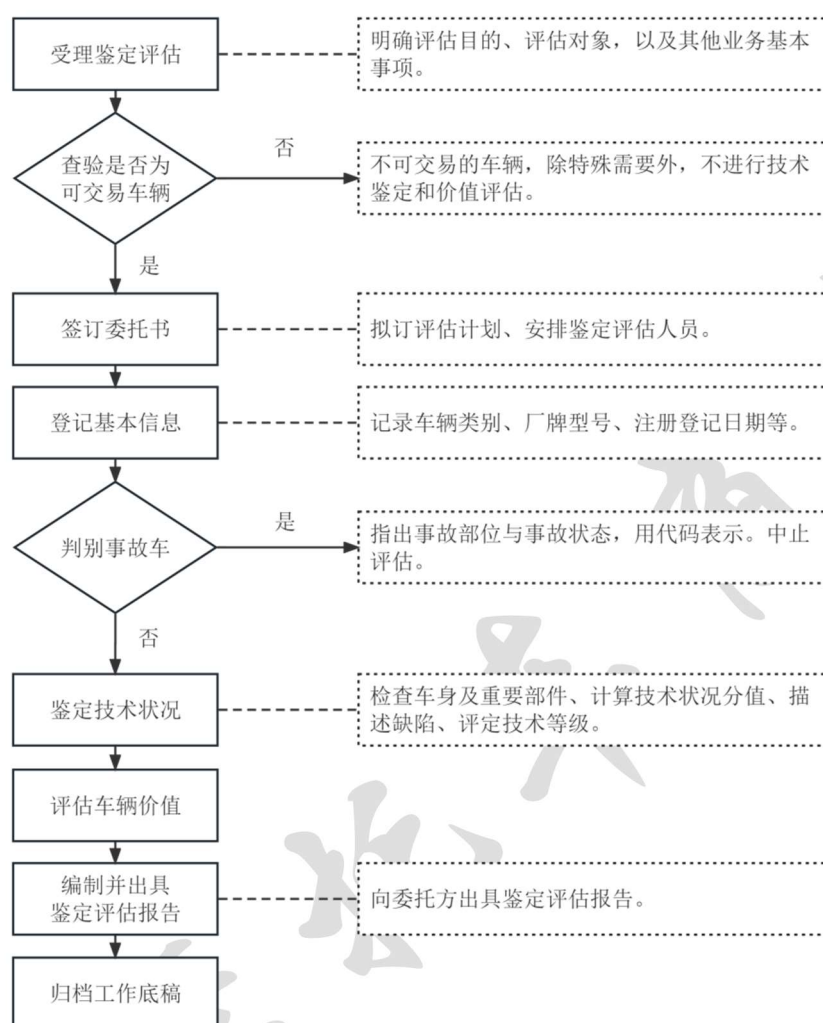 受理鉴定评估
明确评估目的、评估对象，以及其他业务基本
事项。
查验是否为
可交易车辆
否
不可交易的车辆，除特殊需要外，不进行技术
鉴定和价值评估。
是
签订委托书
拟订评估计划、安排鉴定评估人员。
登记基本信息
记录车辆类别、厂牌型号、注册登记日期等。
判别事故车
是
指出事故部位与事故状态，用代码表示。中止
评估。
否
鉴定技术状况
检查车身及重要部件、计算技术状况分值、描
述缺陷、评定技术等级。
评估车辆价值
编制并出具
鉴定评估报告
向委托方出具鉴定评估报告。
归档工作底稿